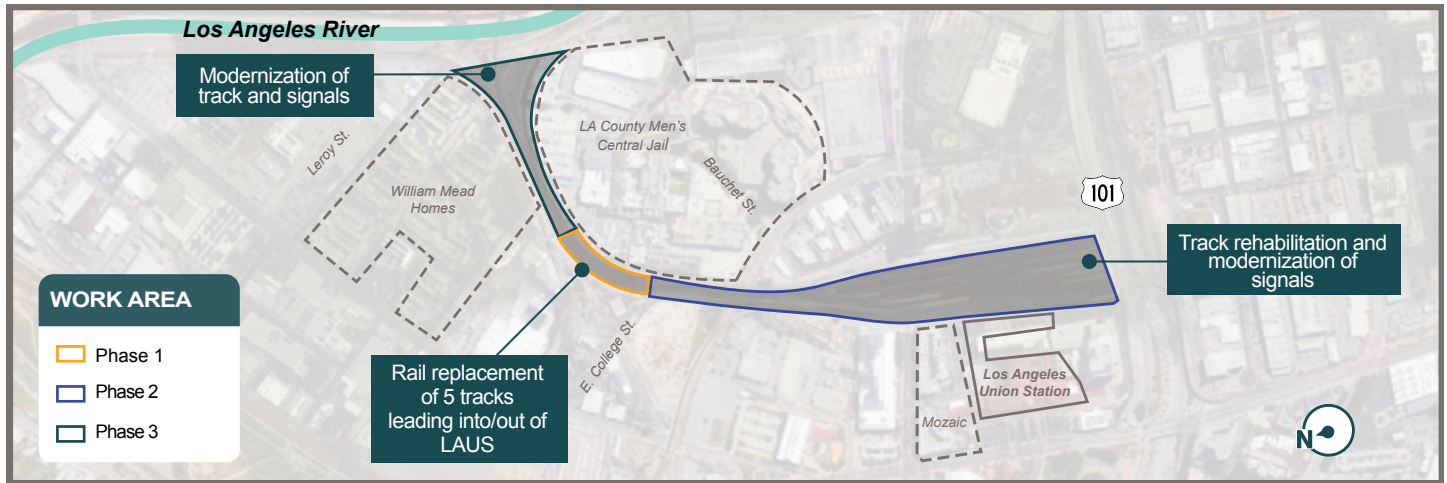 Los Angeles River
Modernization of
track and signals
Leroy St.
William Mead
Homes
LA County Men's
Central Jail
Bauchet St.
101
Track rehabilitation and
modernization of
signals
WORK AREA
Phase 1
Phase 2
Phase 3
Rail replacement
of 5 tracks
leading into/out of
LAUS
E. College St.
Mozaic
Los Angeles
Union Station
N